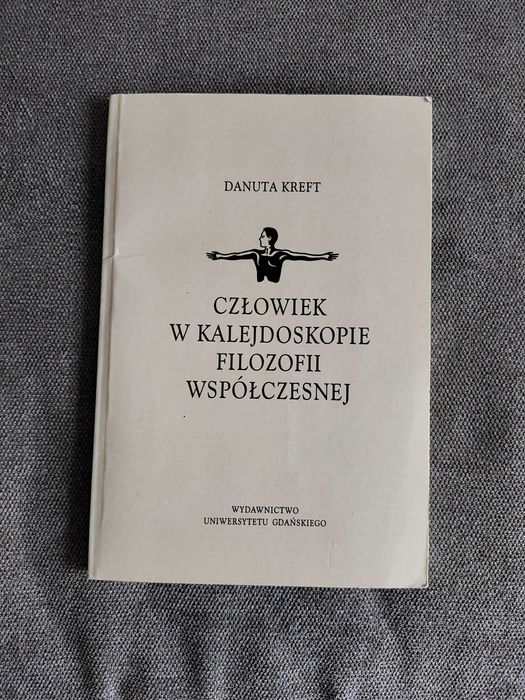 DANUTA KREFT
CZŁOWIEK
W KALEJDOSKOPIE
FILOZOFII
WSPÓŁCZESNEJ
WYDAWNICTWO
UNIWERSYTETU GDAŃSKIEGO